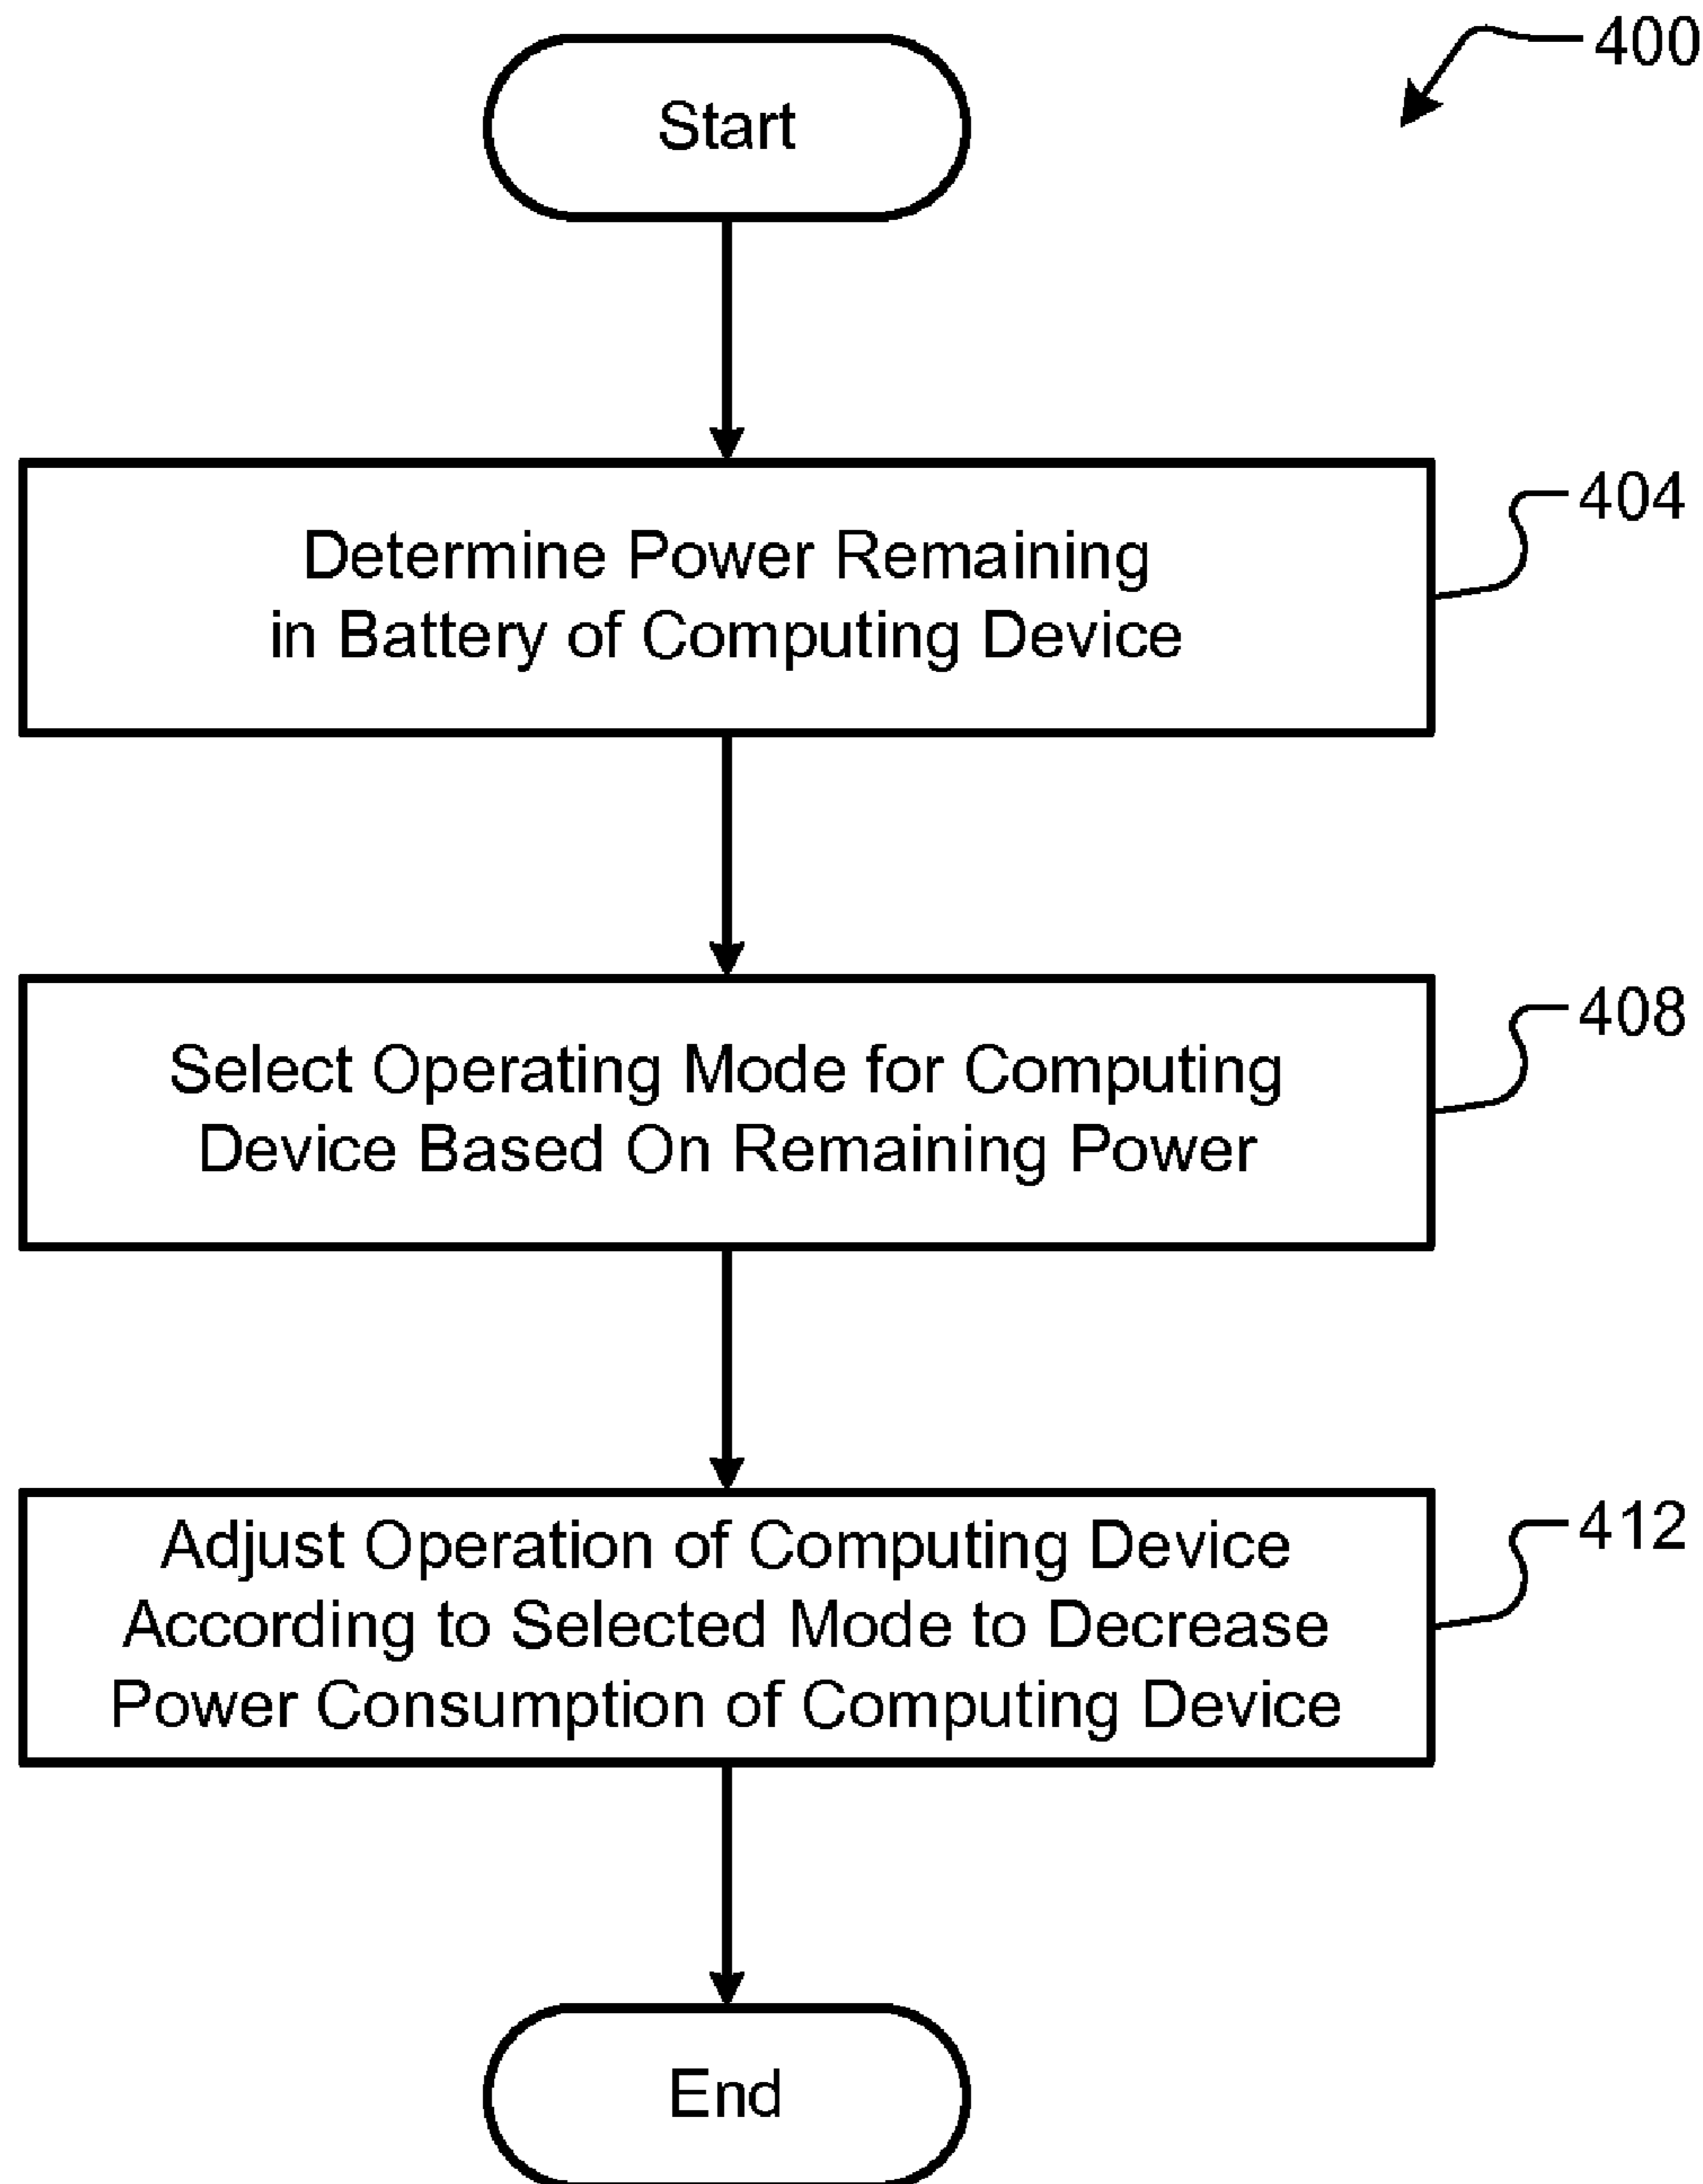 400
Start
Determine Power Remaining
in Battery of Computing Device
404
Select Operating Mode for Computing
Device Based On Remaining Power
408
Adjust Operation of Computing Device
According to Selected Mode to Decrease
Power Consumption of Computing Device
412
End